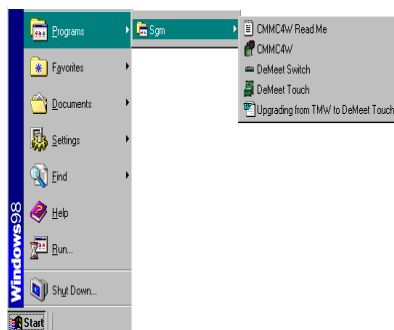 Programs
Favorites
Documents
Settings
Find
Help
Run...
Shut Down...
Start
Windows98
Sgm
CMMC4W Read Me
CMMC4W
DeMeet Switch
DeMeet Touch
Upgrading from TMW to DeMeet Touch